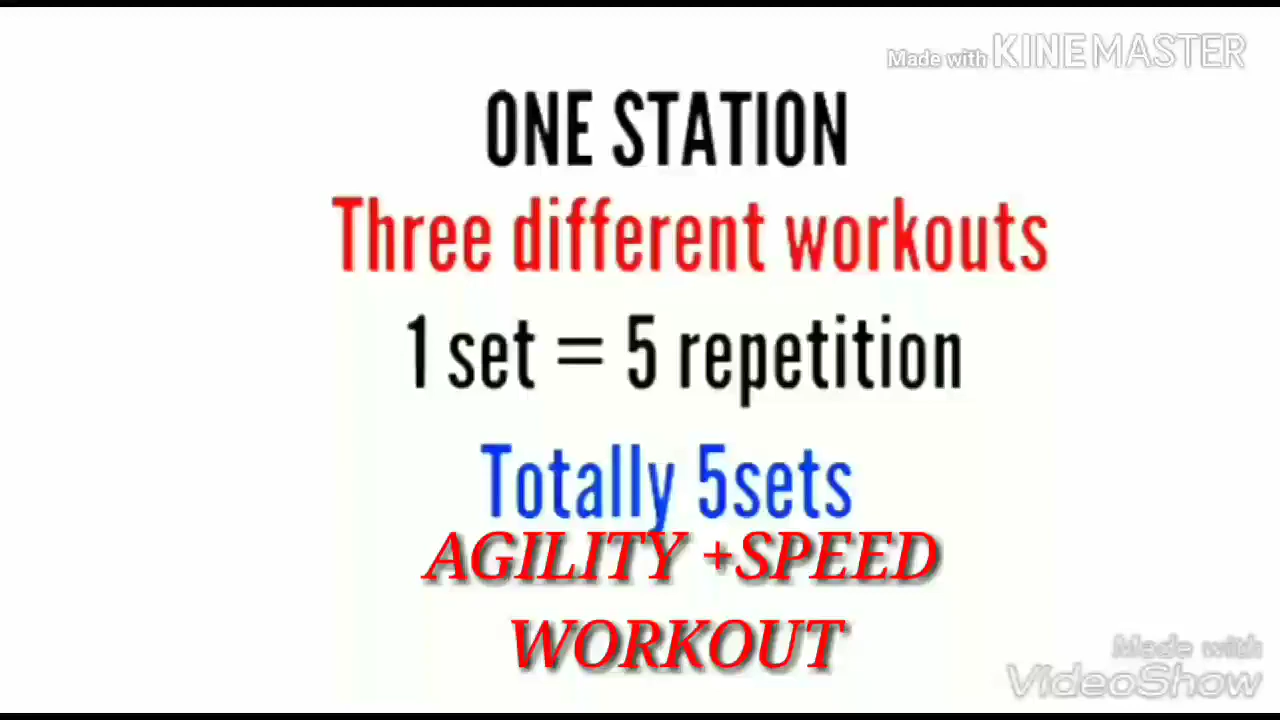 Made with KINEMASTER
ONE STATION
Three different workouts
1 set = 5 repetition
Totally 5sets
AGILITY +SPEED
WORKOUT
Made with
VideoShow